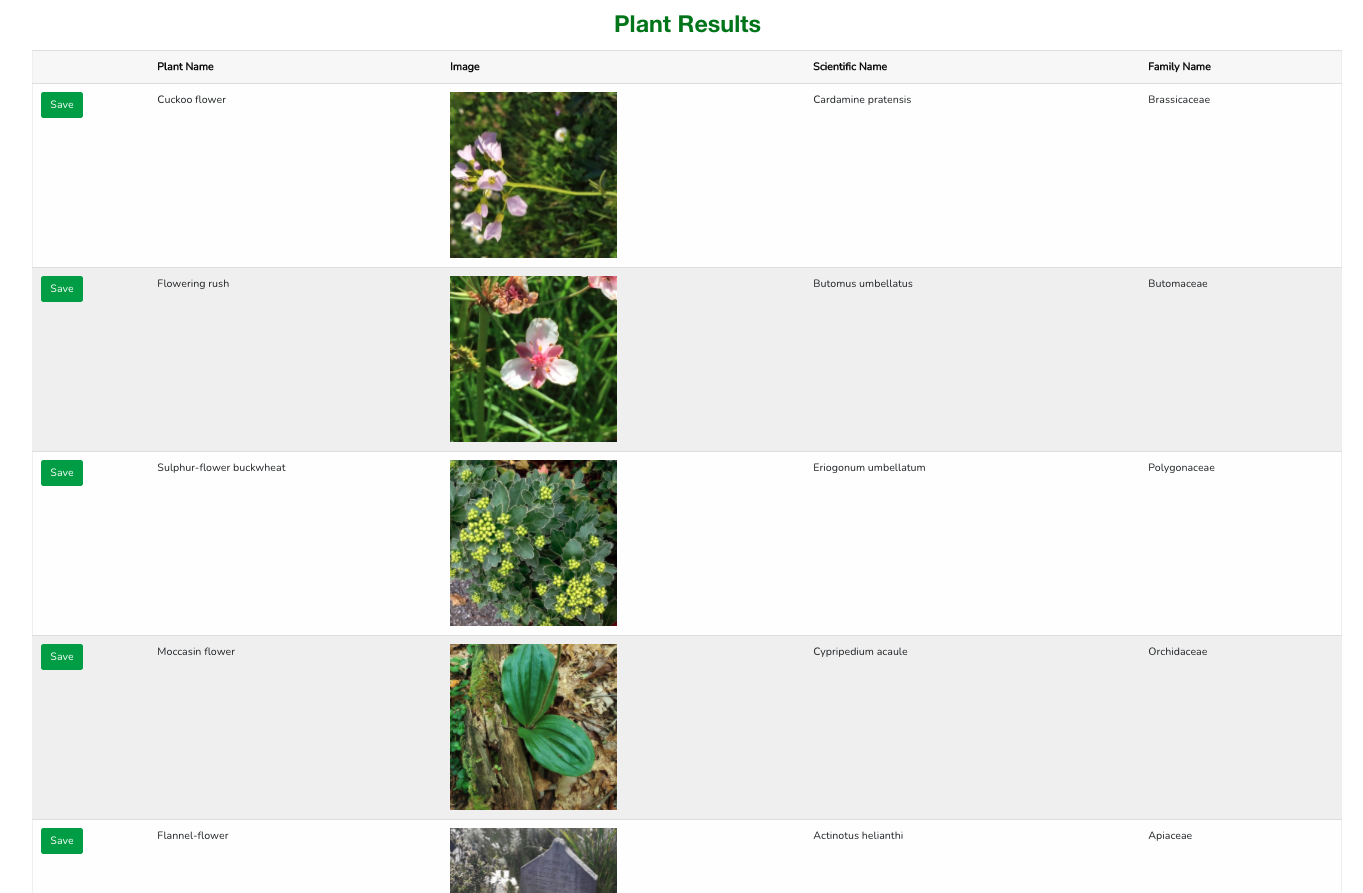 Plant Results
Plant Name Image Scientific Name Family Name
Save Cuckoo flower Cardamine pratensis Brassicaceae
Save Flowering rush Butomus umbellatus Butomaceae
Save Sulphur-flower buckwheat Eriogonum umbellatum Polygonaceae
Save Moccasin flower Cypripedium acaule Orchidaceae
Save Flannel-flower Actinotus helianthi Apiaceae